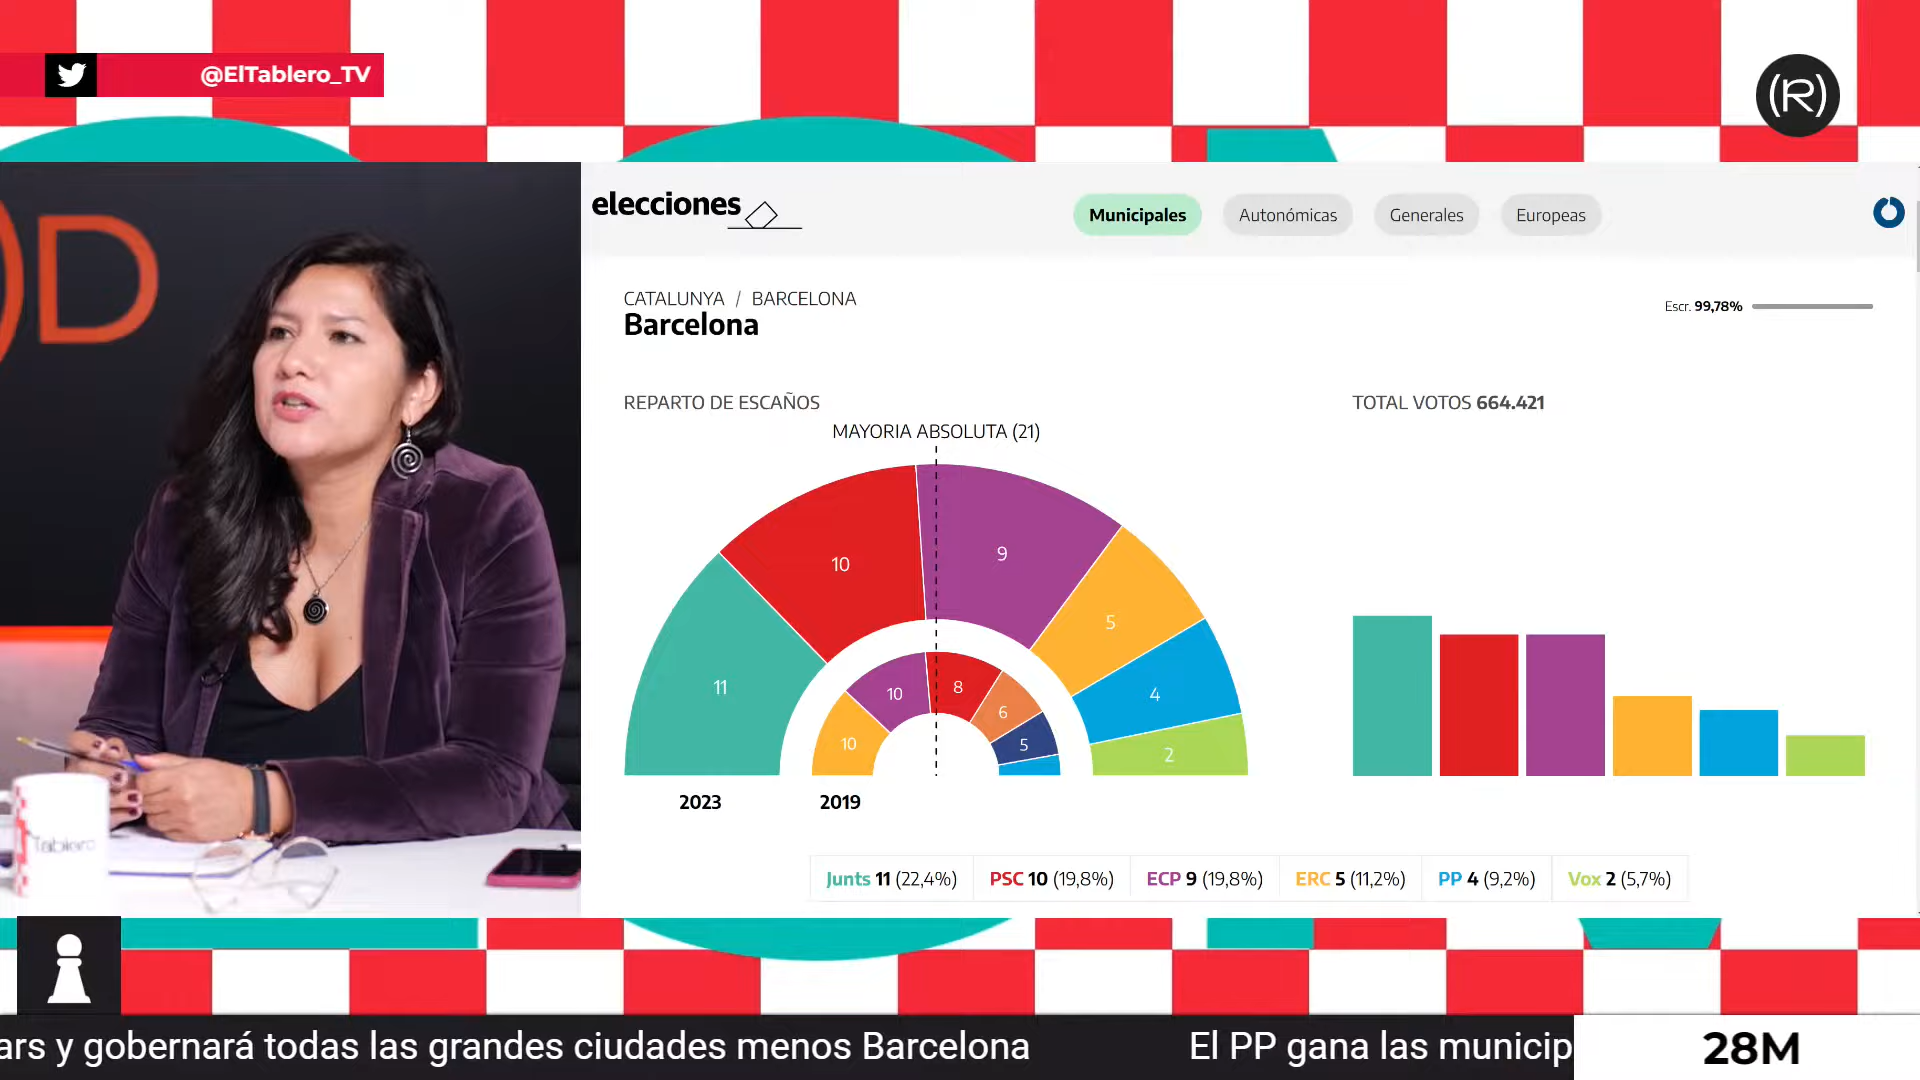 @ElTablero_TV
(R)
D
elecciones
Municipales
Autonómicas
Generales
Europeas
CATALUNYA / BARCELONA
Barcelona
Escr. 99,78%
REPARTO DE ESCAÑOS
TOTAL VOTOS 664.421
MAYORIA ABSOLUTA (21)
11
10
9
5
4
2
10
10
8
6
5
2023
2019
Junts 11 (22,4%)
PSC 10 (19,8%)
ECP 9 (19,8%)
ERC 5 (11,2%)
PP 4 (9,2%)
Vox 2 (5,7%)
Tablero
ars y gobernará todas las grandes ciudades menos Barcelona
El PP gana las municip
28M